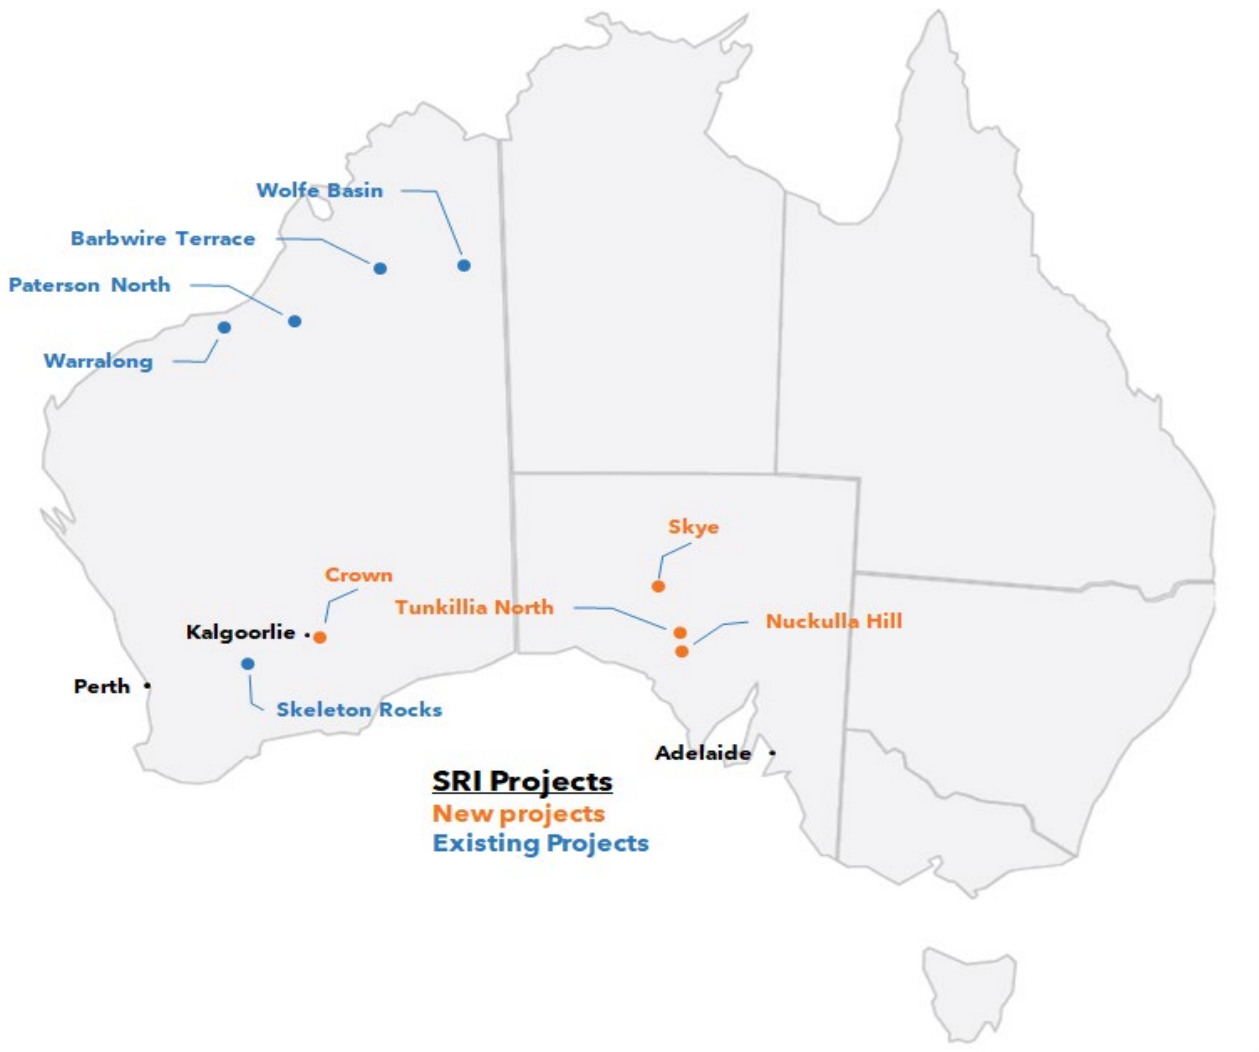 Wolfe Basin
Barbwire Terrace
Paterson North
Warralong
Skye
Crown
Tunkillia North
Nuckulla Hill
Kalgoorlie
Perth
Skeleton Rocks
Adelaide
SRI Projects
New projects
Existing Projects